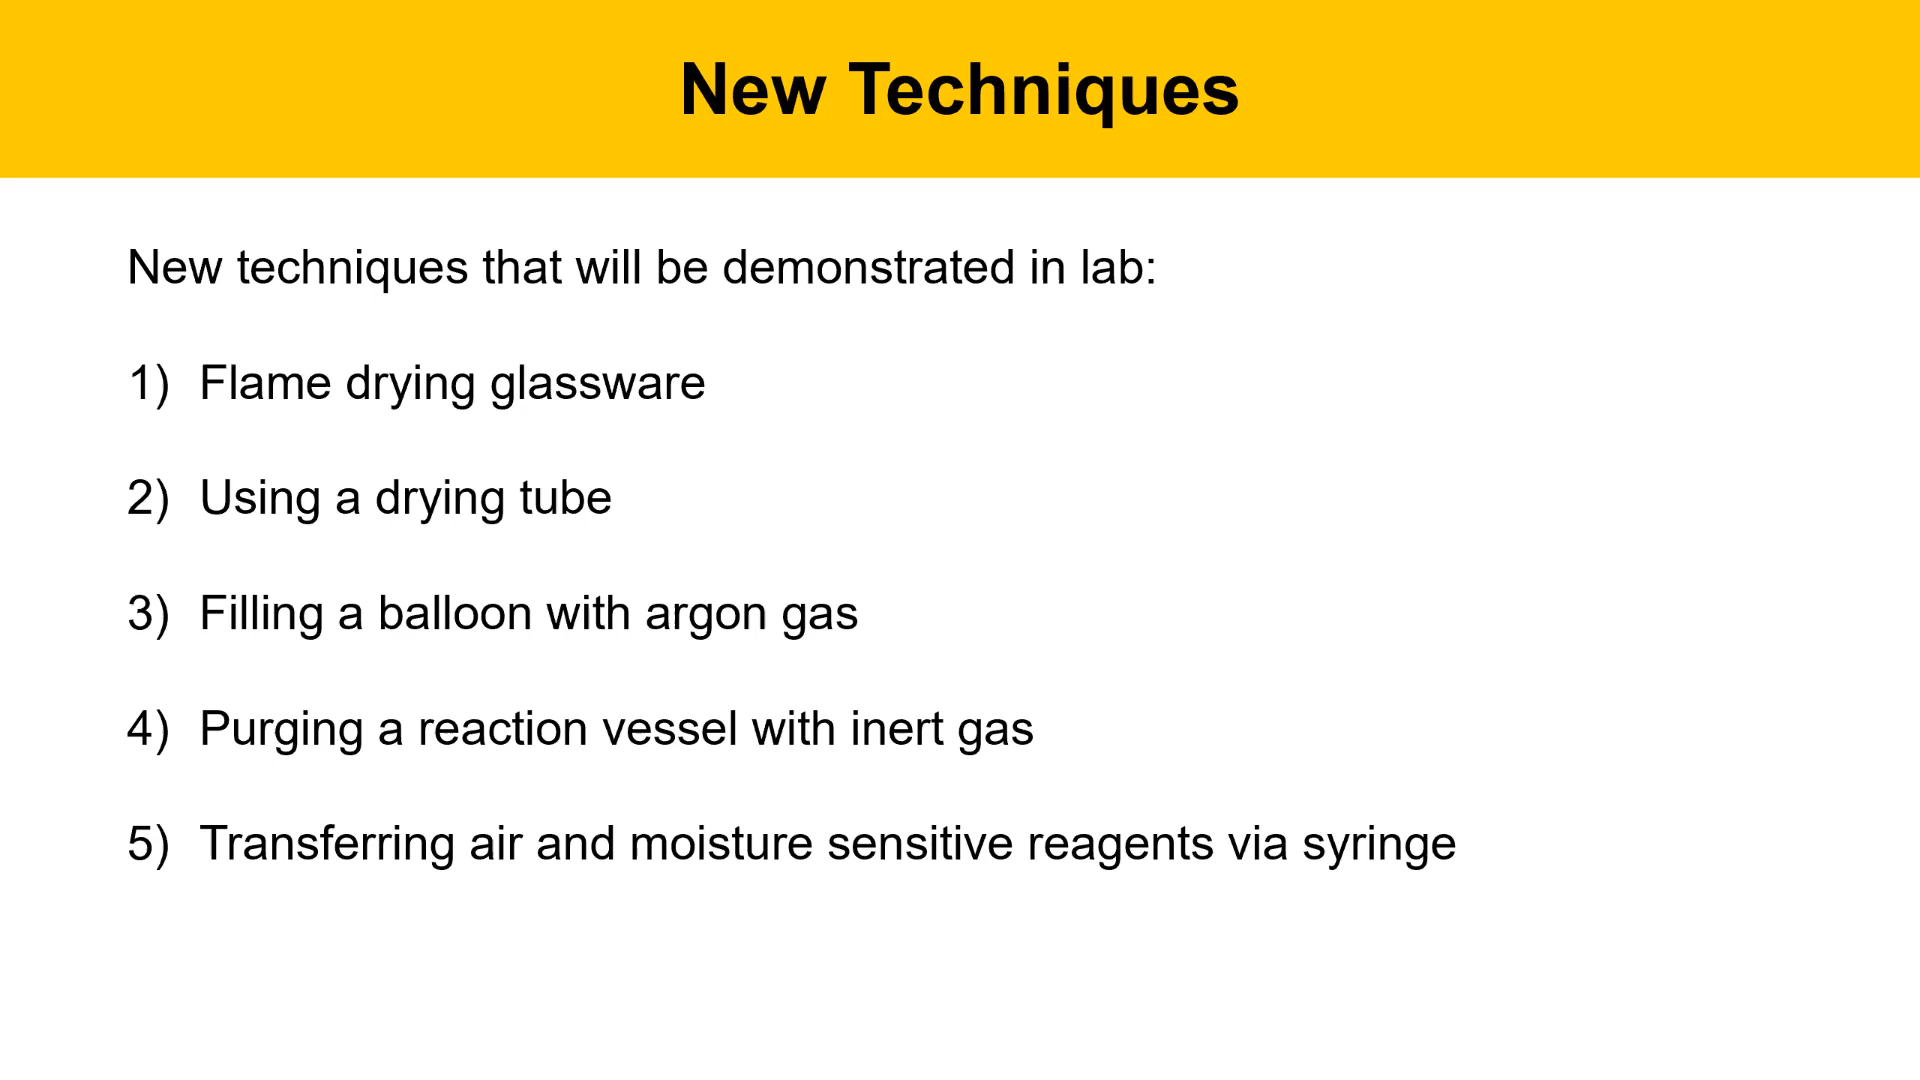 New Techniques
New techniques that will be demonstrated in lab:
1) Flame drying glassware
2) Using a drying tube
3) Filling a balloon with argon gas
4) Purging a reaction vessel with inert gas
5) Transferring air and moisture sensitive reagents via syringe